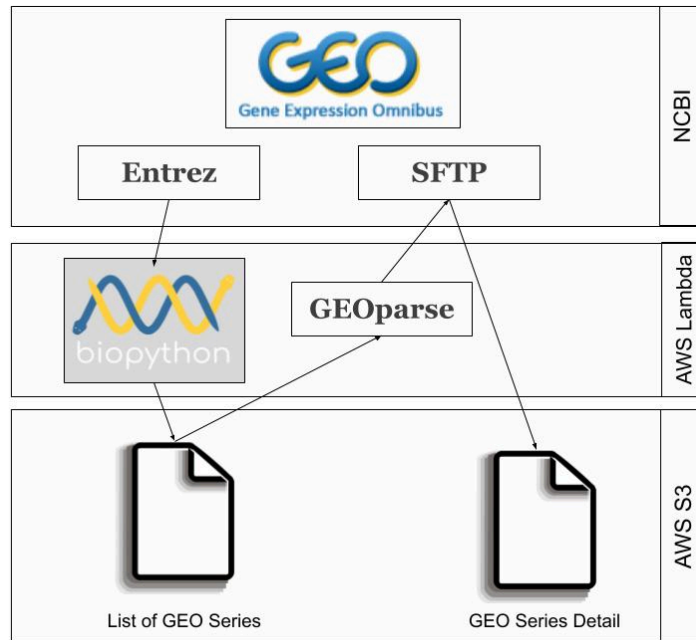 GEO
Gene Expression Omnibus
NCBI
Entrez
SFTP
biopython
GEOparse
AWS Lambda
List of GEO Series
GEO Series Detail
AWS S3